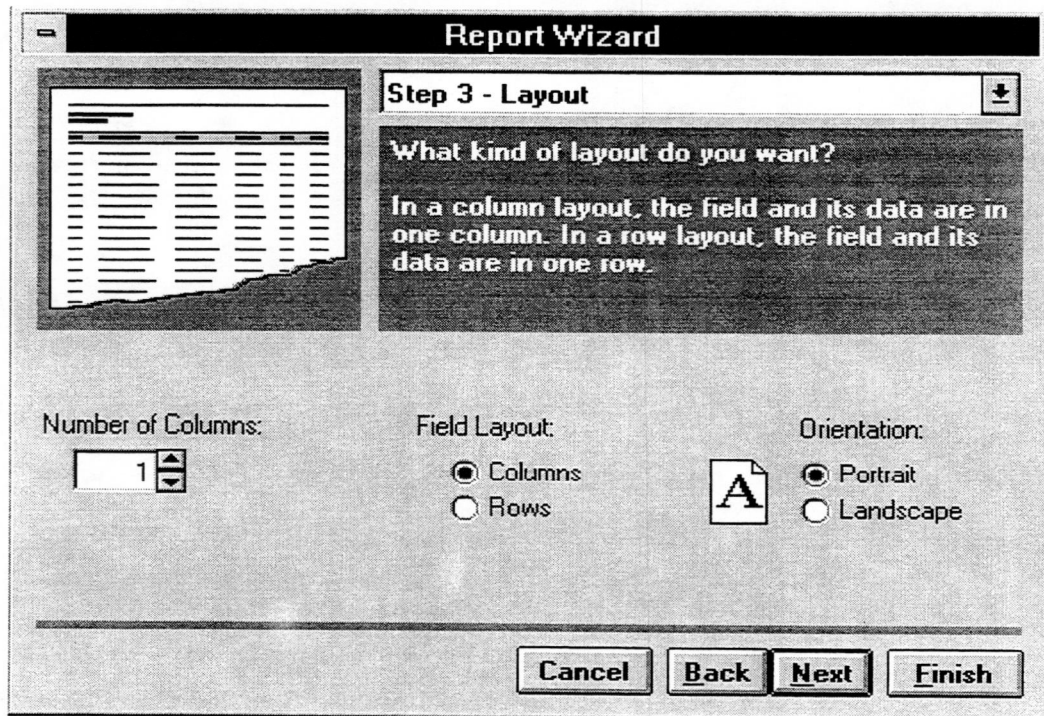 Report Wizard
Step 3 - Layout
What kind of layout do you want?
In a column layout, the field and its data are in
one column. In a row layout, the field and its
data are in one row.
Number of Columns:
1
Field Layout:
Columns
Rows
Orientation:
A
Portrait
Landscape
Cancel
Back
Next
Finish